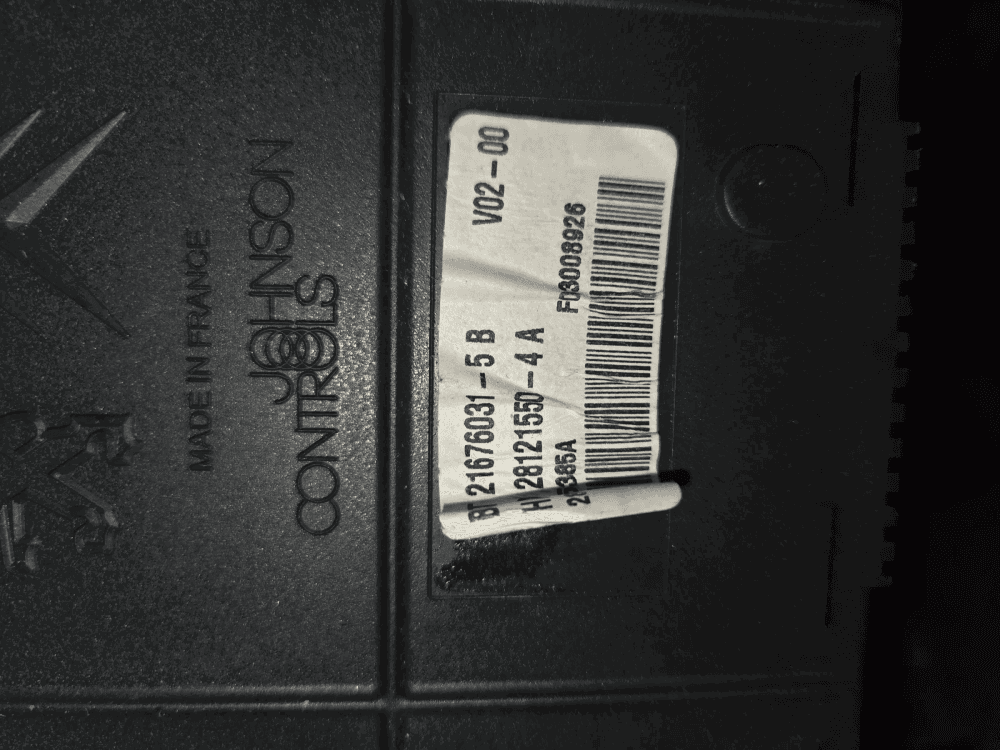 MADE IN FRANCE
JOHNSON
CONTROLS
21676031-5 B V02-00
28121550-4 A
F03008926